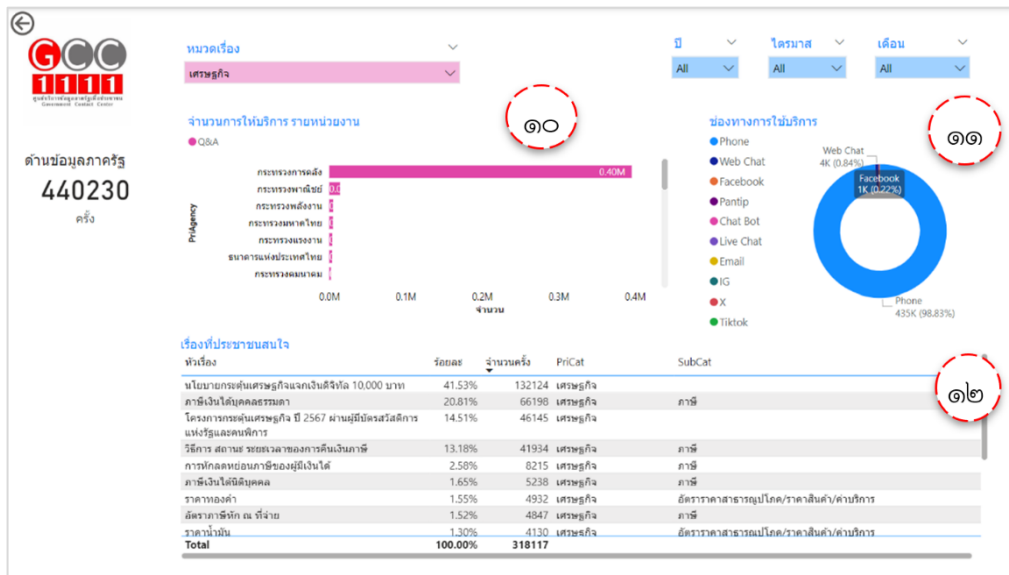 GCC
1111
ศูนย์บริการข้อมูลภาครัฐเพื่อประชาชน
Government Contact Center
ด้านข้อมูลภาครัฐ
440230
ครั้ง
หมวดเรื่อง
เศรษฐกิจ
ปี
All
ไตรมาส
All
เดือน
All
จำนวนการให้บริการ รายหน่วยงาน
๑๐
Q&A
PriAgency
กระทรวงการคลัง 0.40M
กระทรวงพาณิชย์
กระทรวงพลังงาน
กระทรวงมหาดไทย
กระทรวงแรงงาน
ธนาคารแห่งประเทศไทย
กระทรวงคมนาคม
0.0M 0.1M 0.2M 0.3M 0.4M
จำนวน
ช่องทางการใช้บริการ
๑๑
Phone
Web Chat
Facebook
Pantip
Chat Bot
Live Chat
Email
IG
X
Tiktok
Web Chat
4K (0.84%)
Facebook
1K (0.22%)
Phone
435K (98.83%)
เรื่องที่ประชาชนสนใจ
๑๒
หัวเรื่อง ร้อยละ จำนวนครั้ง PriCat SubCat
นโยบายกระตุ้นเศรษฐกิจแจกเงินดิจิทัล 10,000 บาท 41.53% 132124 เศรษฐกิจ
ภาษีเงินได้บุคคลธรรมดา 20.81% 66198 เศรษฐกิจ ภาษี
โครงการกระตุ้นเศรษฐกิจ ปี 2567 ผ่านผู้มีบัตรสวัสดิการ 14.51% 46145 เศรษฐกิจ
แห่งรัฐและคนพิการ
วิธีการ สถานะ ระยะเวลาของการคืนเงินภาษี 13.18% 41934 เศรษฐกิจ ภาษี
การหักลดหย่อนภาษีของผู้มีเงินได้ 2.58% 8215 เศรษฐกิจ ภาษี
ภาษีเงินได้นิติบุคคล 1.65% 5238 เศรษฐกิจ ภาษี
ราคาทองคำ 1.55% 4932 เศรษฐกิจ อัตราราคาสาธารณูปโภค/ราคาสินค้า/ค่าบริการ
อัตราภาษีหัก ณ ที่จ่าย 1.52% 4847 เศรษฐกิจ ภาษี
ราคาน้ำมัน 1.30% 4130 เศรษฐกิจ อัตราราคาสาธารณูปโภค/ราคาสินค้า/ค่าบริการ
Total 100.00% 318117